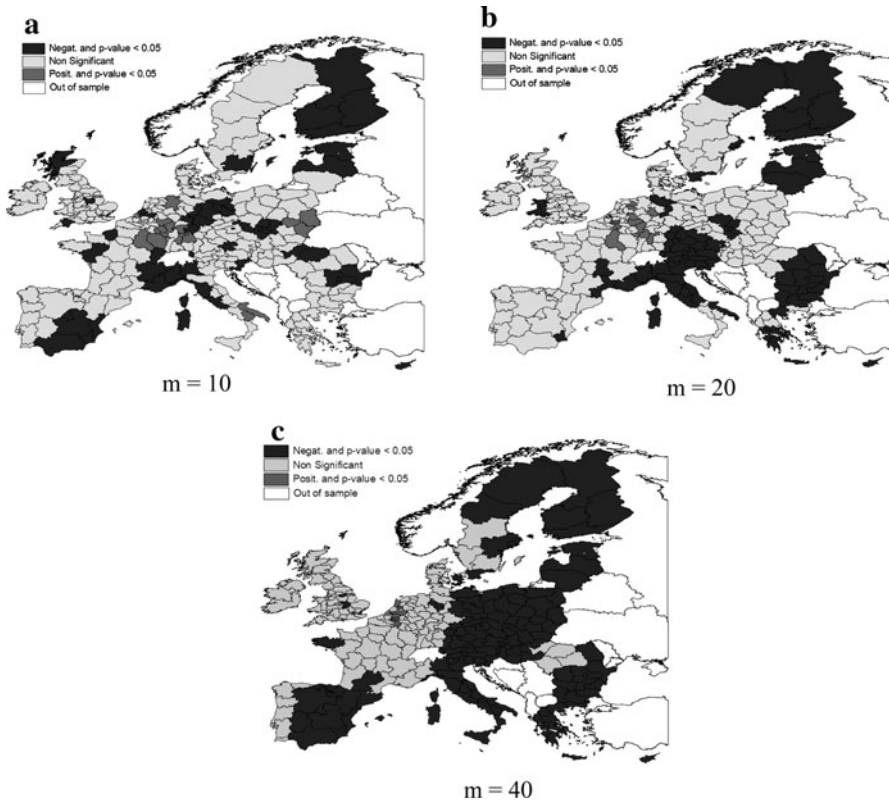 a
Negat. and p-value < 0.05
Non Significant
Posit. and p-value < 0.05
Out of sample
m = 10
b
Negat. and p-value < 0.05
Non Significant
Posit. and p-value < 0.05
Out of sample
m = 20
c
Negat. and p-value < 0.05
Non Significant
Posit. and p-value < 0.05
Out of sample
m = 40